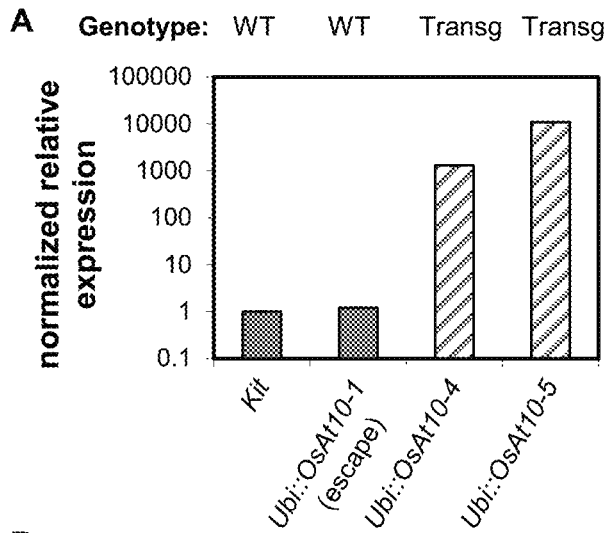 A Genotype: WT WT Transg Transg
normalized relative
expression
100000
10000
1000
100
10
1
0.1
Kit
Ubi::OsAt10-1
(escape)
Ubi::OsAt10-4
Ubi::OsAt10-5